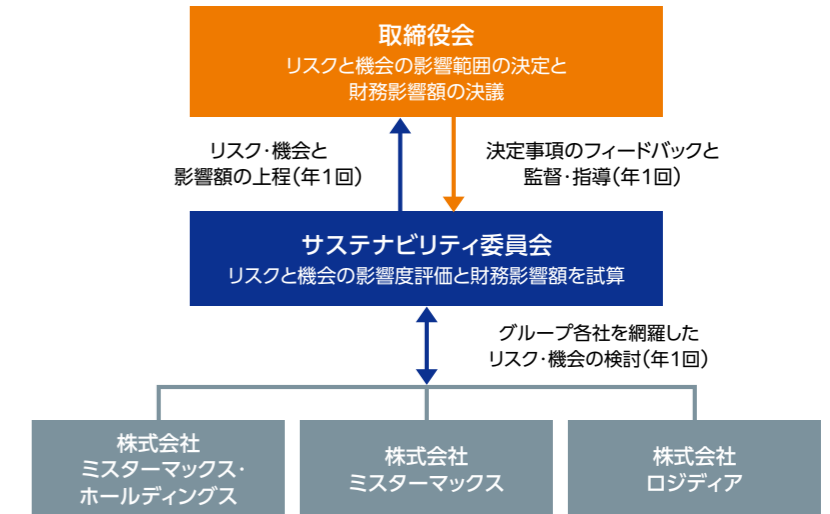 取締役会
リスクと機会の影響範囲の決定と
財務影響額の決議
リスク・機会と
影響額の上程(年1回)
決定事項のフィードバックと
監督・指導(年1回)
サステナビリティ委員会
リスクと機会の影響度評価と財務影響額を試算
グループ各社を網羅した
リスク・機会の検討(年1回)
株式会社
ミスターマックス・
ホールディングス
株式会社
ミスターマックス
株式会社
ロジディア